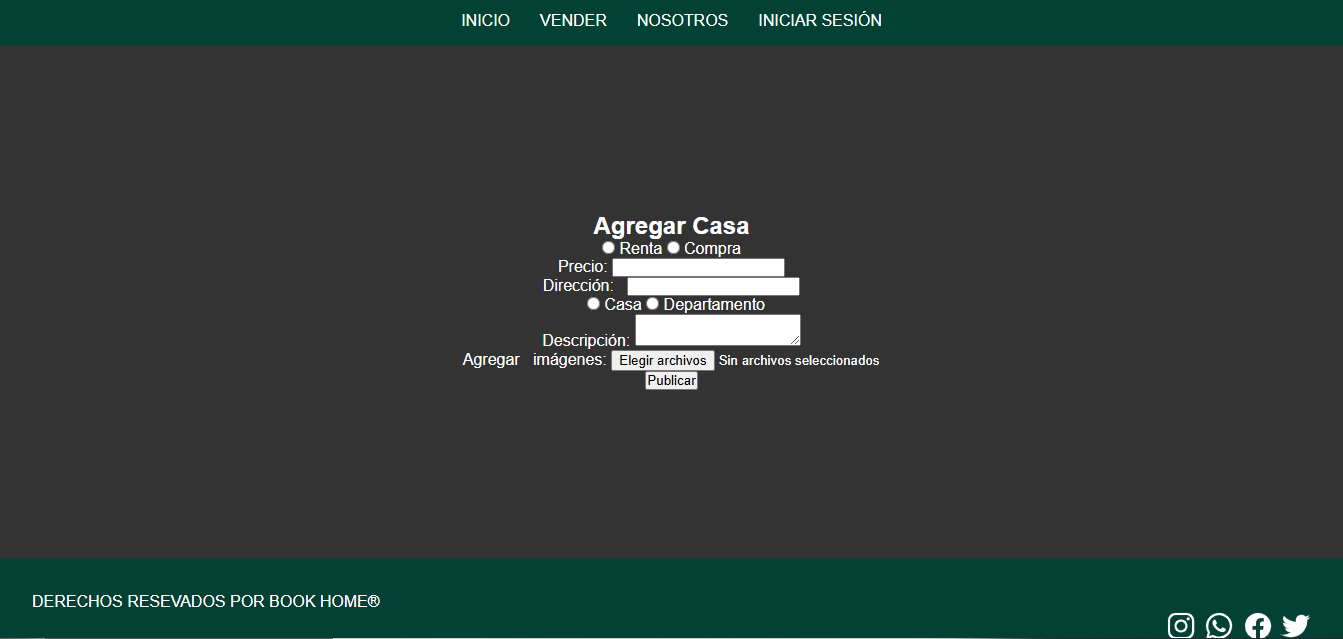 INICIO VENDER NOSOTROS INICIAR SESIÓN
Agregar Casa
Renta Compra
Precio:
Dirección:
Casa Departamento
Descripción:
Agregar imágenes: Elegir archivos Sin archivos seleccionados
Publicar
DERECHOS RESEVADOS POR BOOK HOME®